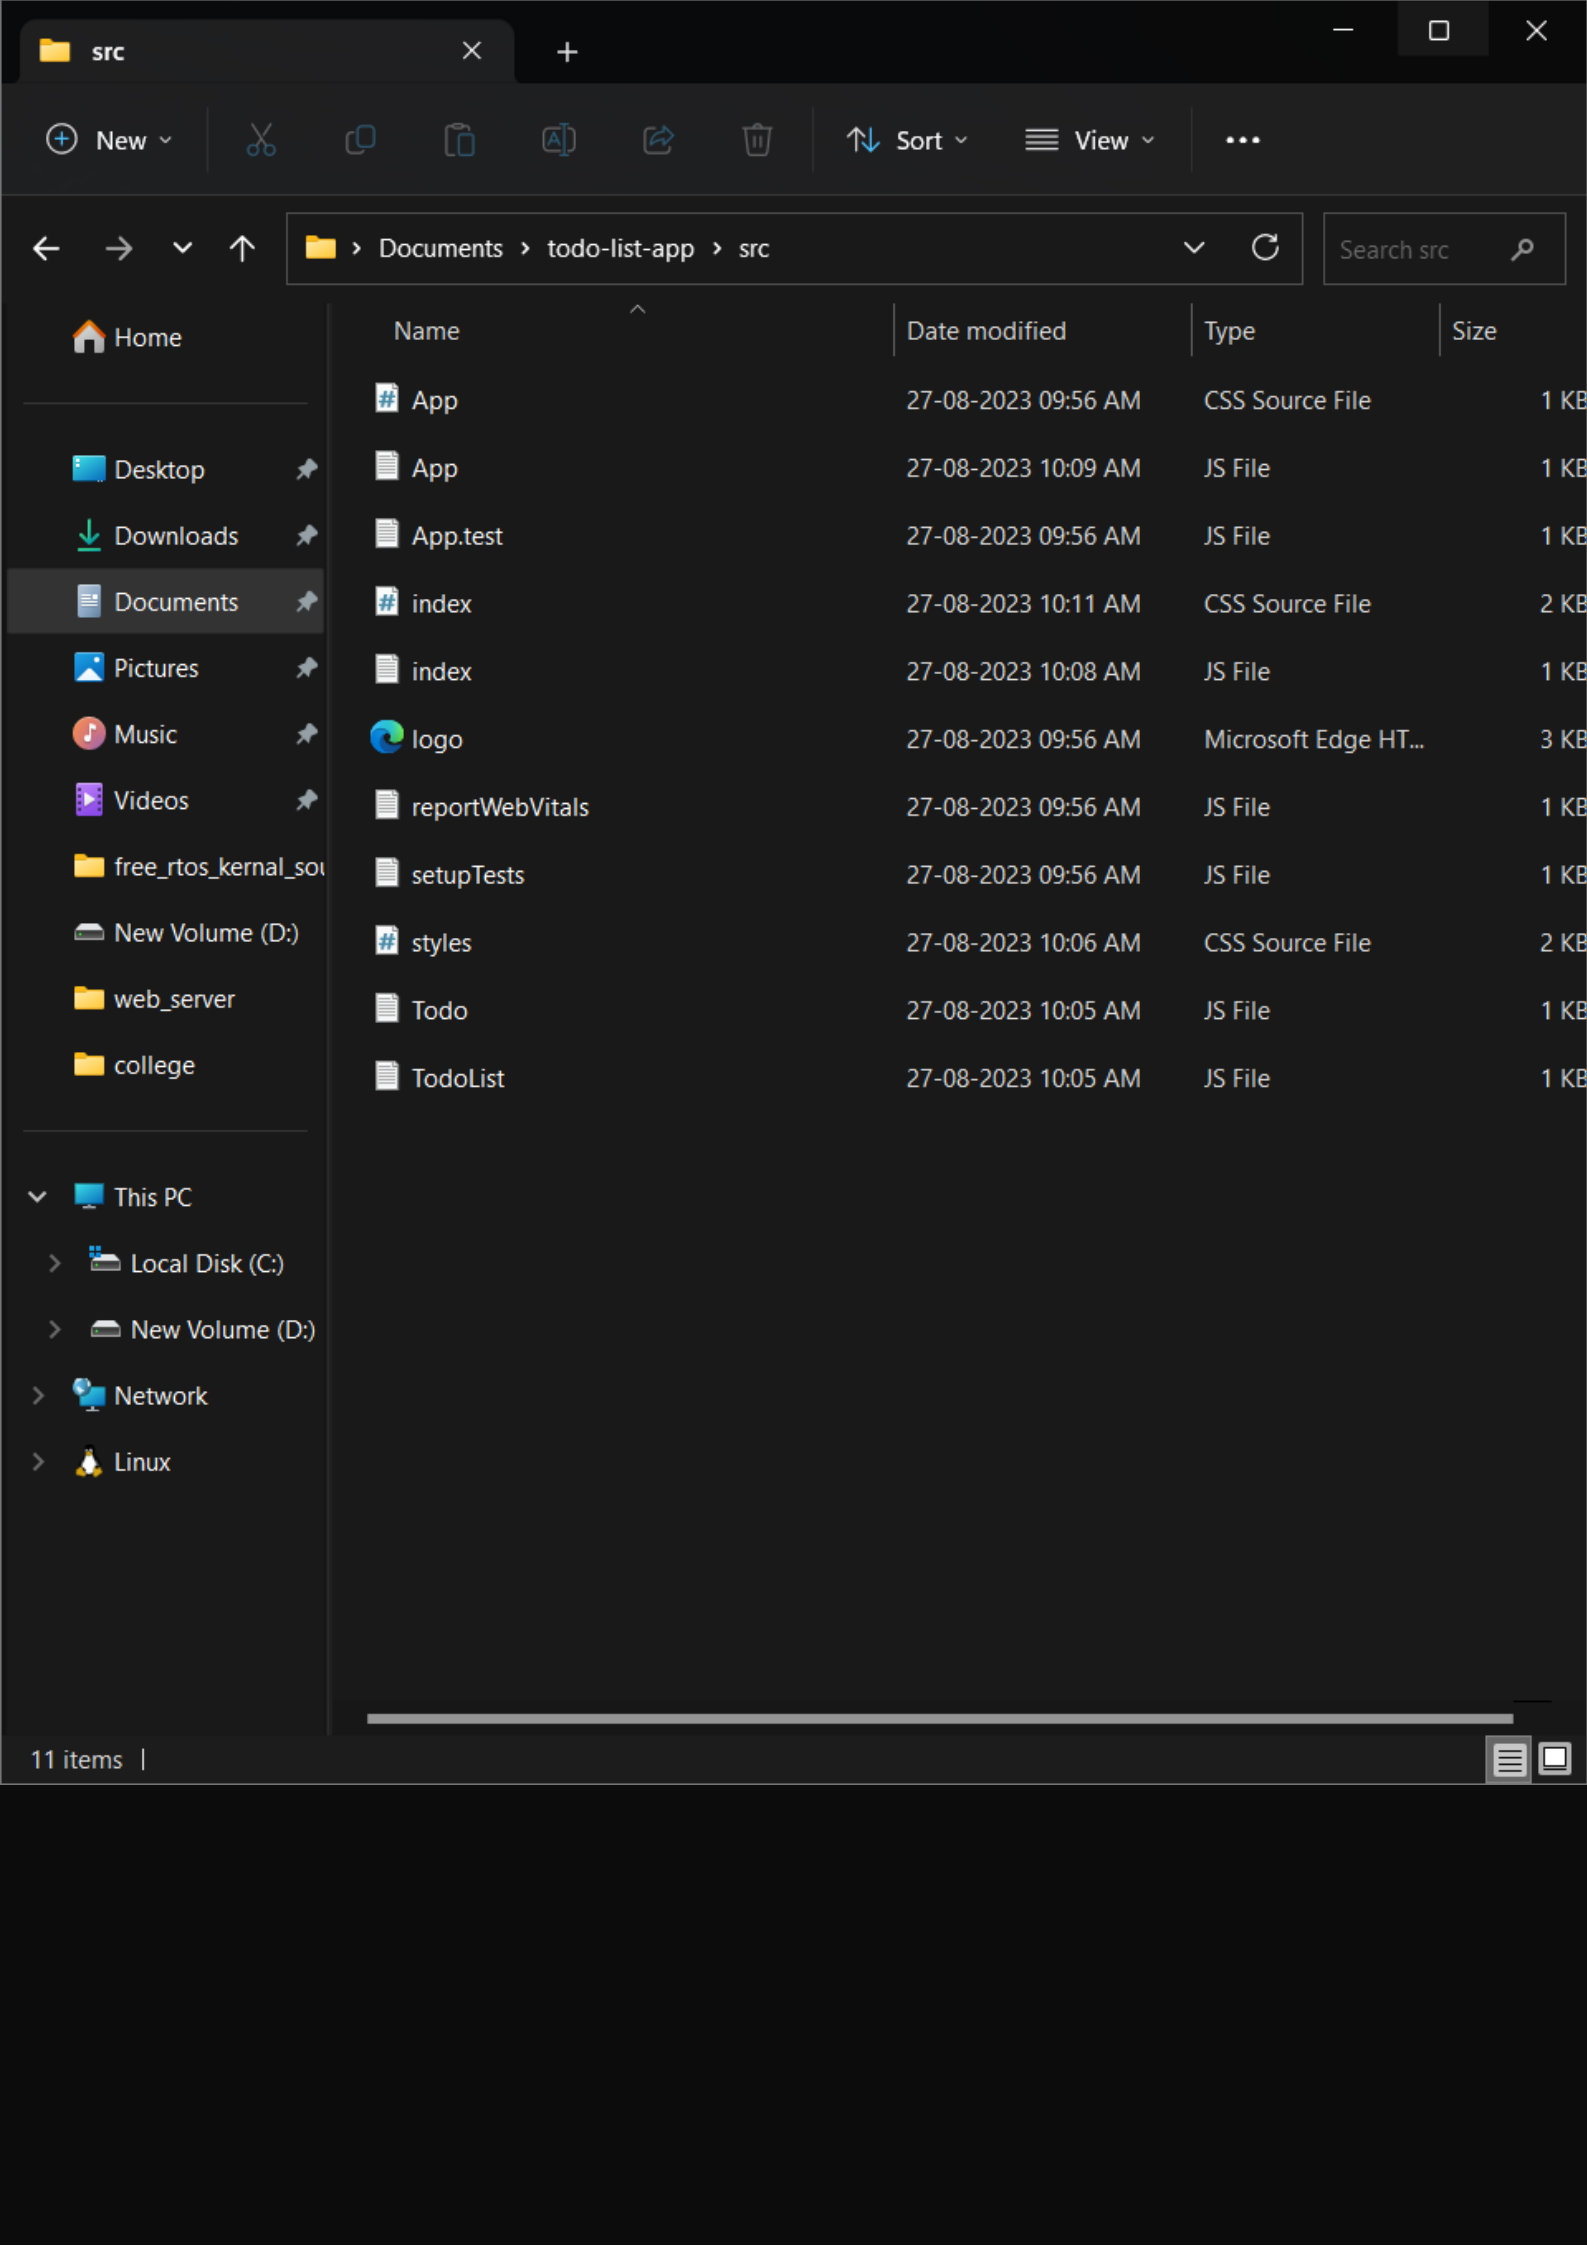 src
New
Sort
View
Documents
todo-list-app
src
Search src
Name Date modified Type Size
App 27-08-2023 09:56 AM CSS Source File 1 KB
App 27-08-2023 10:09 AM JS File 1 KB
App.test 27-08-2023 09:56 AM JS File 1 KB
index 27-08-2023 10:11 AM CSS Source File 2 KB
index 27-08-2023 10:08 AM JS File 1 KB
logo 27-08-2023 09:56 AM Microsoft Edge HT... 3 KB
reportWebVitals 27-08-2023 09:56 AM JS File 1 KB
setupTests 27-08-2023 09:56 AM JS File 1 KB
styles 27-08-2023 10:06 AM CSS Source File 2 KB
Todo 27-08-2023 10:05 AM JS File 1 KB
TodoList 27-08-2023 10:05 AM JS File 1 KB
Home
Desktop
Downloads
Documents
Pictures
Music
Videos
free_rtos_kernal_sou
New Volume (D:)
web_server
college
This PC
Local Disk (C:)
New Volume (D:)
Network
Linux
11 items